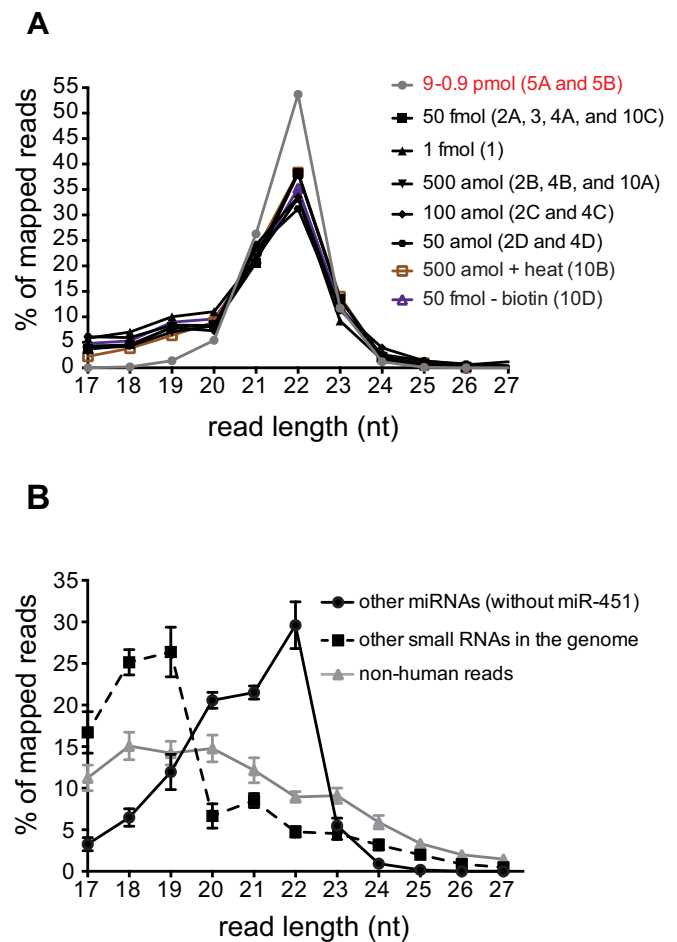 A
% of mapped reads
55
50
45
40
35
30
25
20
15
10
5
0
17 18 19 20 21 22 23 24 25 26 27
read length (nt)
9-0.9 pmol (5A and 5B)
50 fmol (2A, 3, 4A, and 10C)
1 fmol (1)
500 amol (2B, 4B, and 10A)
100 amol (2C and 4C)
50 amol (2D and 4D)
500 amol + heat (10B)
50 fmol - biotin (10D)
B
% of mapped reads
35
30
25
20
15
10
5
0
17 18 19 20 21 22 23 24 25 26 27
read length (nt)
other miRNAs (without miR-451)
other small RNAs in the genome
non-human reads